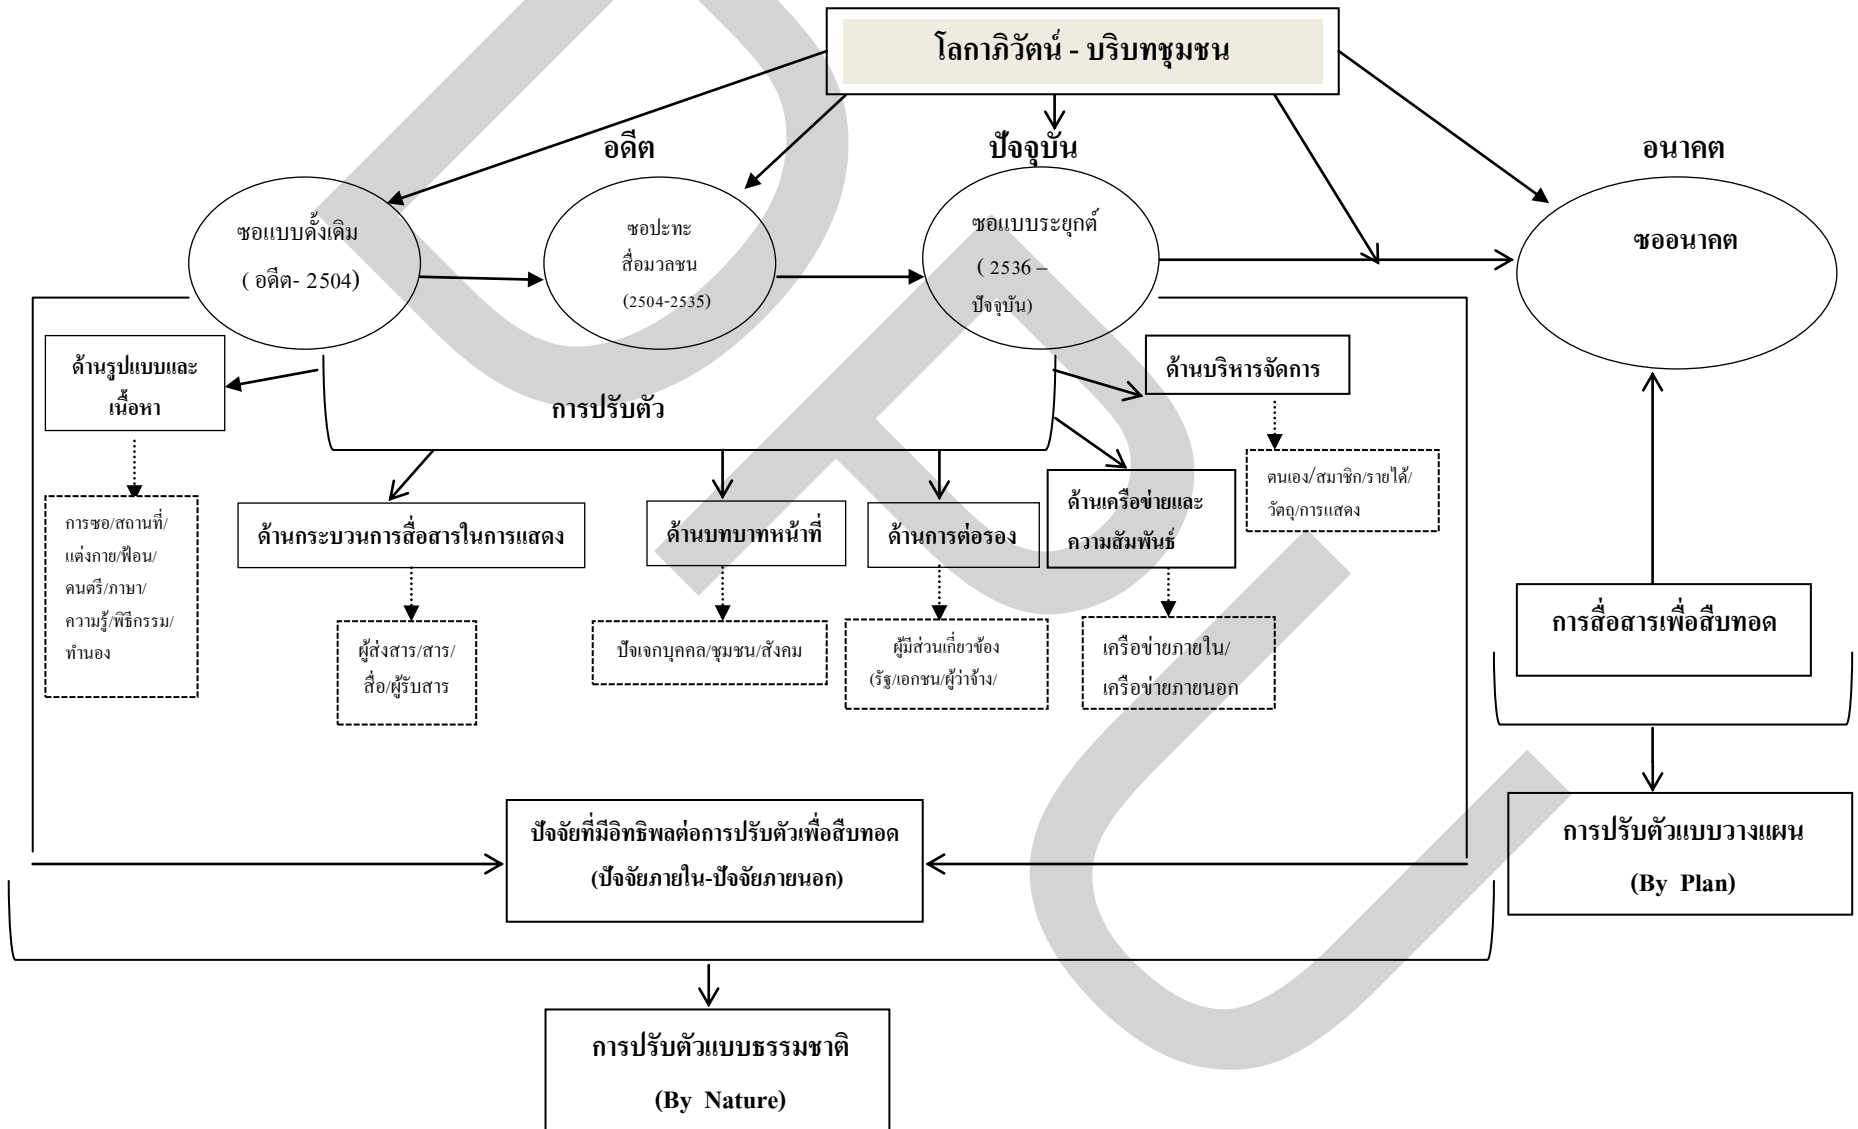 โลกาภิวัตน์ - บริบทชุมชน
อดีต
ปัจจุบัน
อนาคต
ซอแบบดั้งเดิม
( อดีต- 2504)
ซอปะทะ
สื่อมวลชน
(2504-2535)
ซอแบบระยุกต์
( 2536 –
ปัจจุบัน)
ซออนาคต
ด้านรูปแบบและ
เนื้อหา
การปรับตัว
ด้านบริหารจัดการ
การซอ/สถานที่/
แต่งกาย/ฟ้อน/
ดนตรี/ภาษา/
ความรู้/พิธีกรรม/
ทำนอง
ด้านกระบวนการสื่อสารในการแสดง
ด้านบทบาทหน้าที่
ด้านการต่อรอง
ด้านเครือข่ายและ
ความสัมพันธ์
ตนเอง/สมาชิก/รายได้/
วัตถุ/การแสดง
ผู้ส่งสาร/สาร/
สื่อ/ผู้รับสาร
ปัจเจกบุคคล/ชุมชน/สังคม
ผู้มีส่วนเกี่ยวข้อง
(รัฐ/เอกชน/ผู้ว่าจ้าง/
เครือข่ายภายใน/
เครือข่ายภายนอก
การสื่อสารเพื่อสืบทอด
ปัจจัยที่มีอิทธิพลต่อการปรับตัวเพื่อสืบทอด
(ปัจจัยภายใน-ปัจจัยภายนอก)
การปรับตัวแบบวางแผน
(By Plan)
การปรับตัวแบบธรรมชาติ
(By Nature)
DPU